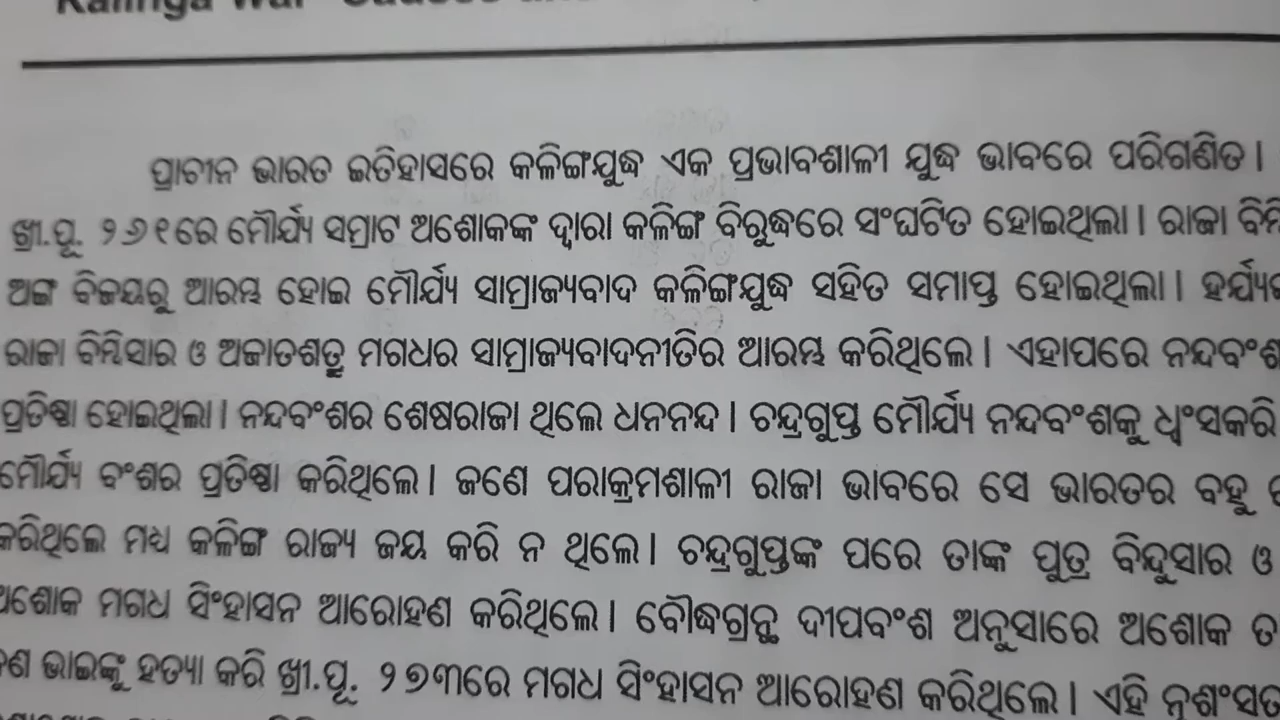 Kalinga War
ପ୍ରାଚୀନ ଭାରତ ଇତିହାସରେ କଳିଙ୍ଗଯୁଦ୍ଧ ଏକ ପ୍ରଭାବଶାଳୀ ଯୁଦ୍ଧ ଭାବରେ ପରିଗଣିତ।
ଖ୍ରୀ.ପୂ. ୨୬୧ରେ ମୌର୍ଯ୍ୟ ସମ୍ରାଟ ଅଶୋକଙ୍କ ଦ୍ୱାରା କଳିଙ୍ଗ ବିରୁଦ୍ଧରେ ସଂଘଟିତ ହୋଇଥିଲା। ରାଜା
ଅଙ୍ଗ ବିଜୟରୁ ଆରମ୍ଭ ହୋଇ ମୌର୍ଯ୍ୟ ସାମ୍ରାଜ୍ୟବାଦ କଳିଙ୍ଗଯୁଦ୍ଧ ସହିତ ସମାପ୍ତ ହୋଇଥିଲା।
ରାଜା ବିମ୍ବିସାର ଓ ଅଜାତଶତ୍ରୁ ମଗଧର ସାମ୍ରାଜ୍ୟବାଦନୀତିର ଆରମ୍ଭ କରିଥିଲେ। ଏହାପରେ ନନ୍ଦବଂଶ
ପ୍ରତିଷ୍ଠା ହୋଇଥିଲା। ନନ୍ଦବଂଶର ଶେଷରାଜା ଥିଲେ ଧନନନ୍ଦ। ଚନ୍ଦ୍ରଗୁପ୍ତ ମୌର୍ଯ୍ୟ ନନ୍ଦବଂଶକୁ ଧ୍ୱଂସକରି
ମୌର୍ଯ୍ୟ ବଂଶର ପ୍ରତିଷ୍ଠା କରିଥିଲେ। ଜଣେ ପରାକ୍ରମଶାଳୀ ରାଜା ଭାବରେ ସେ ଭାରତର ବହୁ
କରିଥିଲେ ମଧ୍ୟ କଳିଙ୍ଗ ରାଜ୍ୟ ଜୟ କରି ନ ଥିଲେ। ଚନ୍ଦ୍ରଗୁପ୍ତଙ୍କ ପରେ ତାଙ୍କ ପୁତ୍ର ବିନ୍ଦୁସାର ଓ
ଅଶୋକ ମଗଧ ସିଂହାସନ ଆରୋହଣ କରିଥିଲେ। ବୌଦ୍ଧଗ୍ରନ୍ଥ ଦୀପବଂଶ ଅନୁସାରେ ଅଶୋକ
ଭାଇଙ୍କୁ ହତ୍ୟା କରି ଖ୍ରୀ.ପୂ. ୨୭୩ରେ ମଗଧ ସିଂହାସନ ଆରୋହଣ କରିଥିଲେ। ଏହି